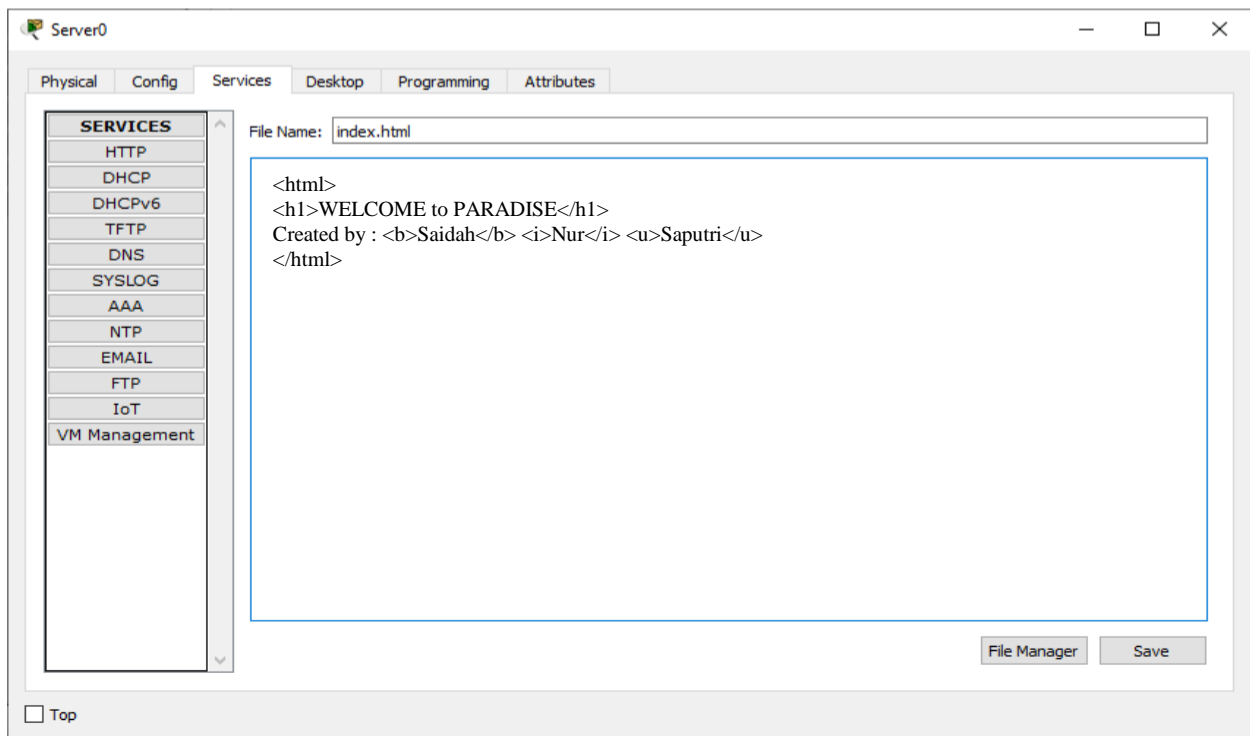 Server0
Physical Config Services Desktop Programming Attributes
SERVICES
HTTP
DHCP
DHCPv6
TFTP
DNS
SYSLOG
AAA
NTP
EMAIL
FTP
IoT
VM Management
File Name: index.html
<html>
<h1>WELCOME to PARADISE</h1>
Created by : <b>Saidah</b> <i>Nur</i> <u>Saputri</u>
</html>
File Manager Save
Top